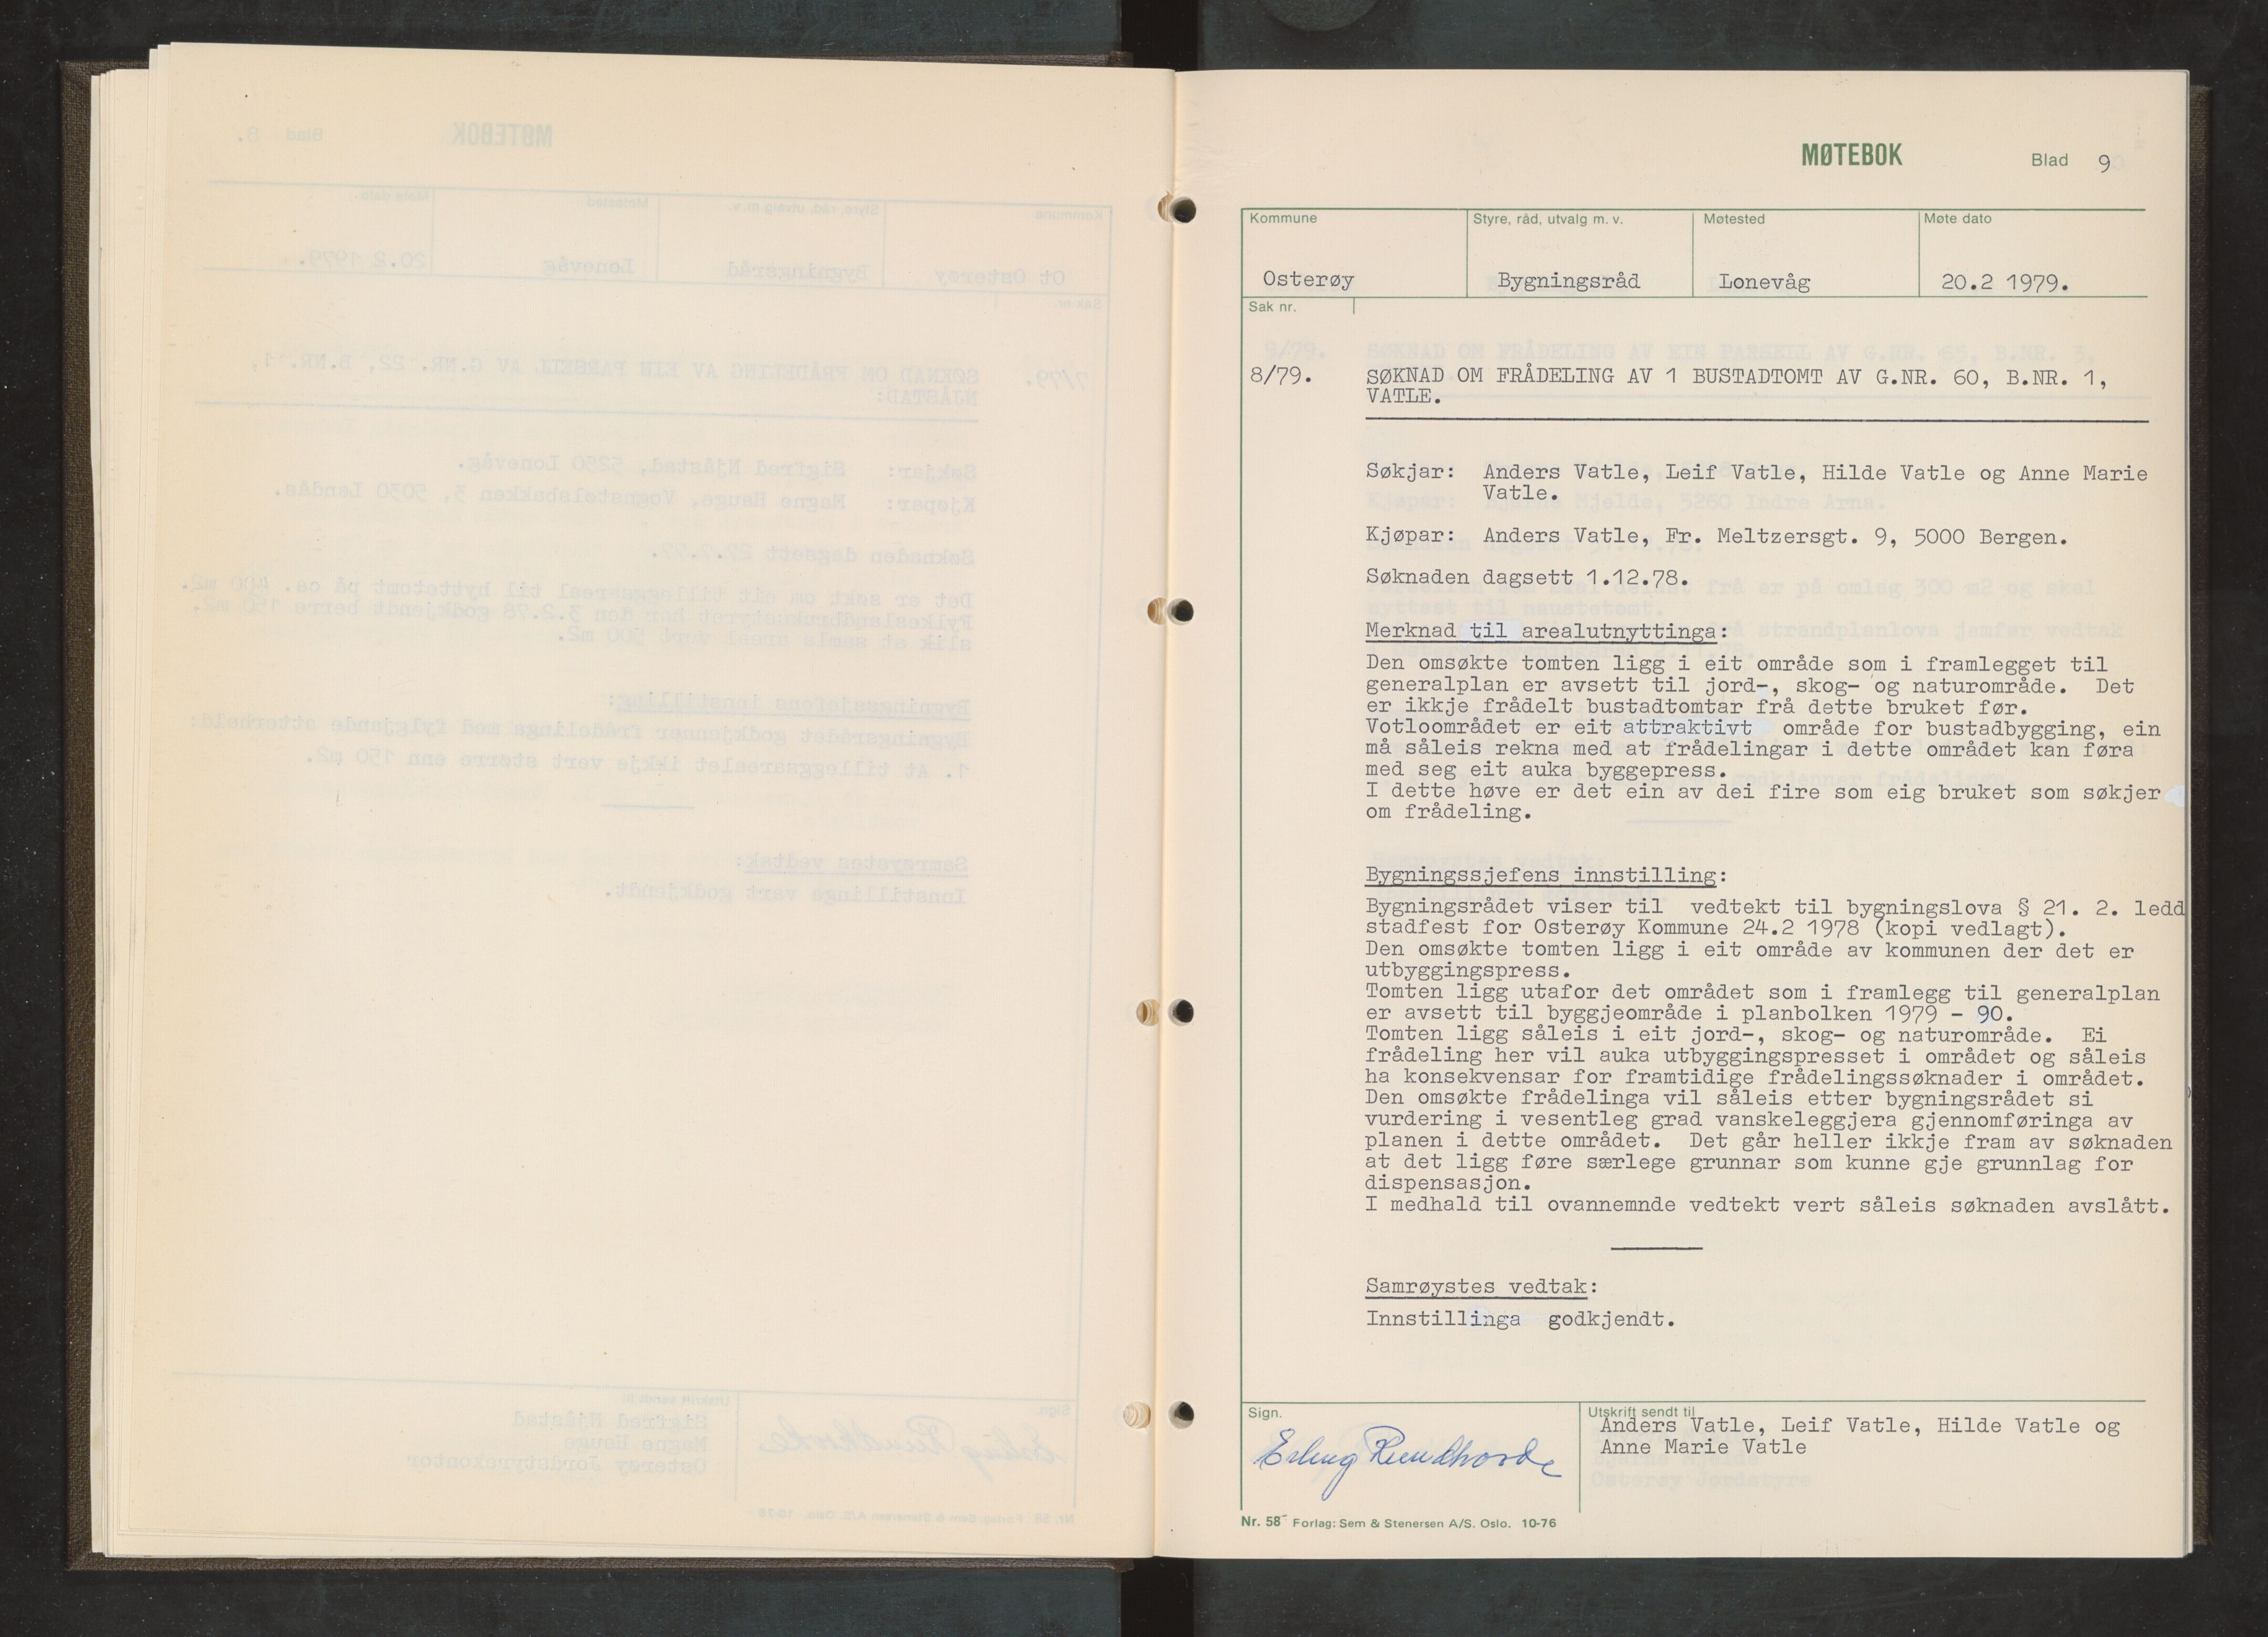 MØTEBOK
Blad 9
Kommune
Styre, råd, utvalg m. v.
Møtested
Møte dato
Osterøy
Bygningsråd
Lonevåg
20.2 1979.
Sak nr.
8/79.
SØKNAD OM FRÅDELING AV 1 BUSTADTOMT AV G.NR. 60, B.NR. 1,
VATLE.
Søkjar: Anders Vatle, Leif Vatle, Hilde Vatle og Anne Marie
Vatle.
Kjøpar: Anders Vatle, Fr. Meltzersgt. 9, 5000 Bergen.
Søknaden dagsett 1.12.78.
Merknad til arealutnyttinga:
Den omsøkte tomten ligg i eit område som i framlegget til
generalplan er avsett til jord-, skog- og naturområde. Det
er ikkje frådelt bustadtomtar frå dette bruket før.
Votloområdet er eit attraktivt område for bustadbygging, ein
må såleis rekna med at frådelingar i dette området kan føra
med seg eit auka byggepress.
I dette høve er det ein av dei fire som eig bruket som søkjer
om frådeling.
Bygningssjefens innstilling:
Bygningsrådet viser til vedtekt til bygningslova § 21. 2. ledd
stadfest for Osterøy Kommune 24.2 1978 (kopi vedlagt).
Den omsøkte tomten ligg i eit område av kommunen der det er
utbyggingspress.
Tomten ligg utafor det området som i framlegg til generalplan
er avsett til byggjeområde i planbolken 1979 - 90.
Tomten ligg såleis i eit jord-, skog- og naturområde. Ei
frådeling her vil auka utbyggingspresset i området og såleis
ha konsekvensar for framtidige frådelingssøknader i området.
Den omsøkte frådelinga vil såleis etter bygningsrådet si
vurdering i vesentleg grad vanskeleggjera gjennomføringa av
planen i dette området. Det går heller ikkje fram av søknaden
at det ligg føre særlege grunnar som kunne gje grunnlag for
dispensasjon.
I medhald til ovannemnde vedtekt vert såleis søknaden avslått.
Samrøystes vedtak:
Innstillinga godkjendt.
Sign.
Erling Rundhovde
Utskrift sendt til
Anders Vatle, Leif Vatle, Hilde Vatle og
Anne Marie Vatle
Nr. 58 Forlag: Sem & Stenersen A/S. Oslo. 10-76